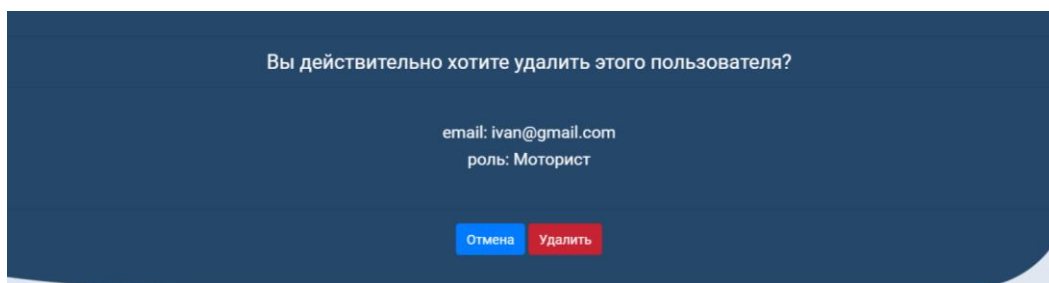 Вы действительно хотите удалить этого пользователя?
email: ivan@gmail.com
роль: Моторист
Отмена Удалить